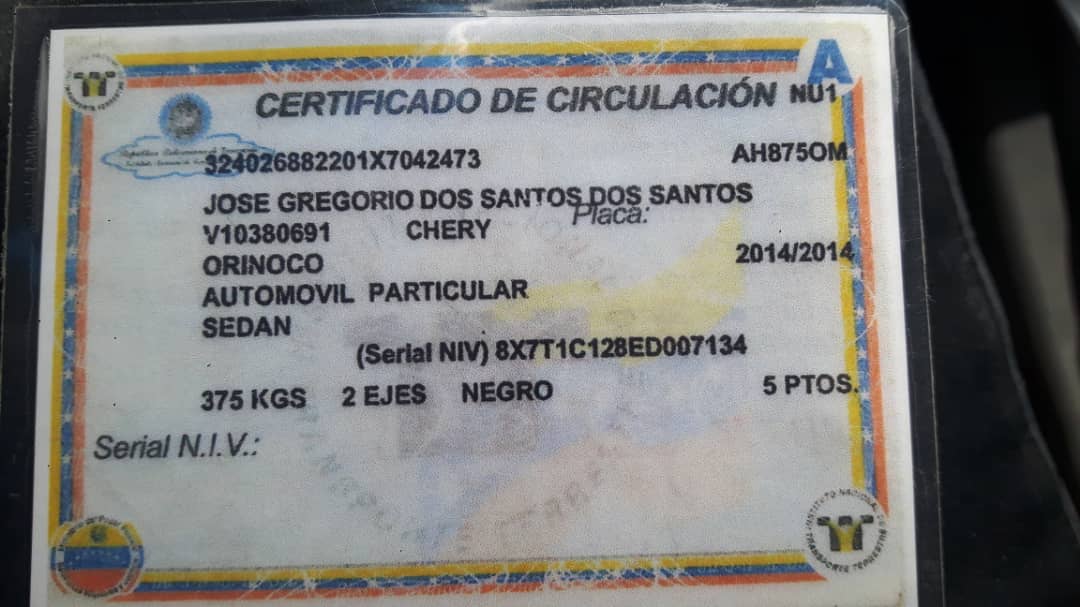 A
CERTIFICADO DE CIRCULACIÓN NU1
324026882201X7042473 AH875OM
JOSE GREGORIO DOS SANTOS DOS SANTOS
Placa:
V10380691 CHERY
ORINOCO 2014/2014
AUTOMOVIL PARTICULAR
SEDAN
(Serial NIV) 8X7T1C128ED007134
375 KGS 2 EJES NEGRO 5 PTOS.
Serial N.I.V.:
INSTITUTO NACIONAL DE TRANSPORTE TERRESTRE